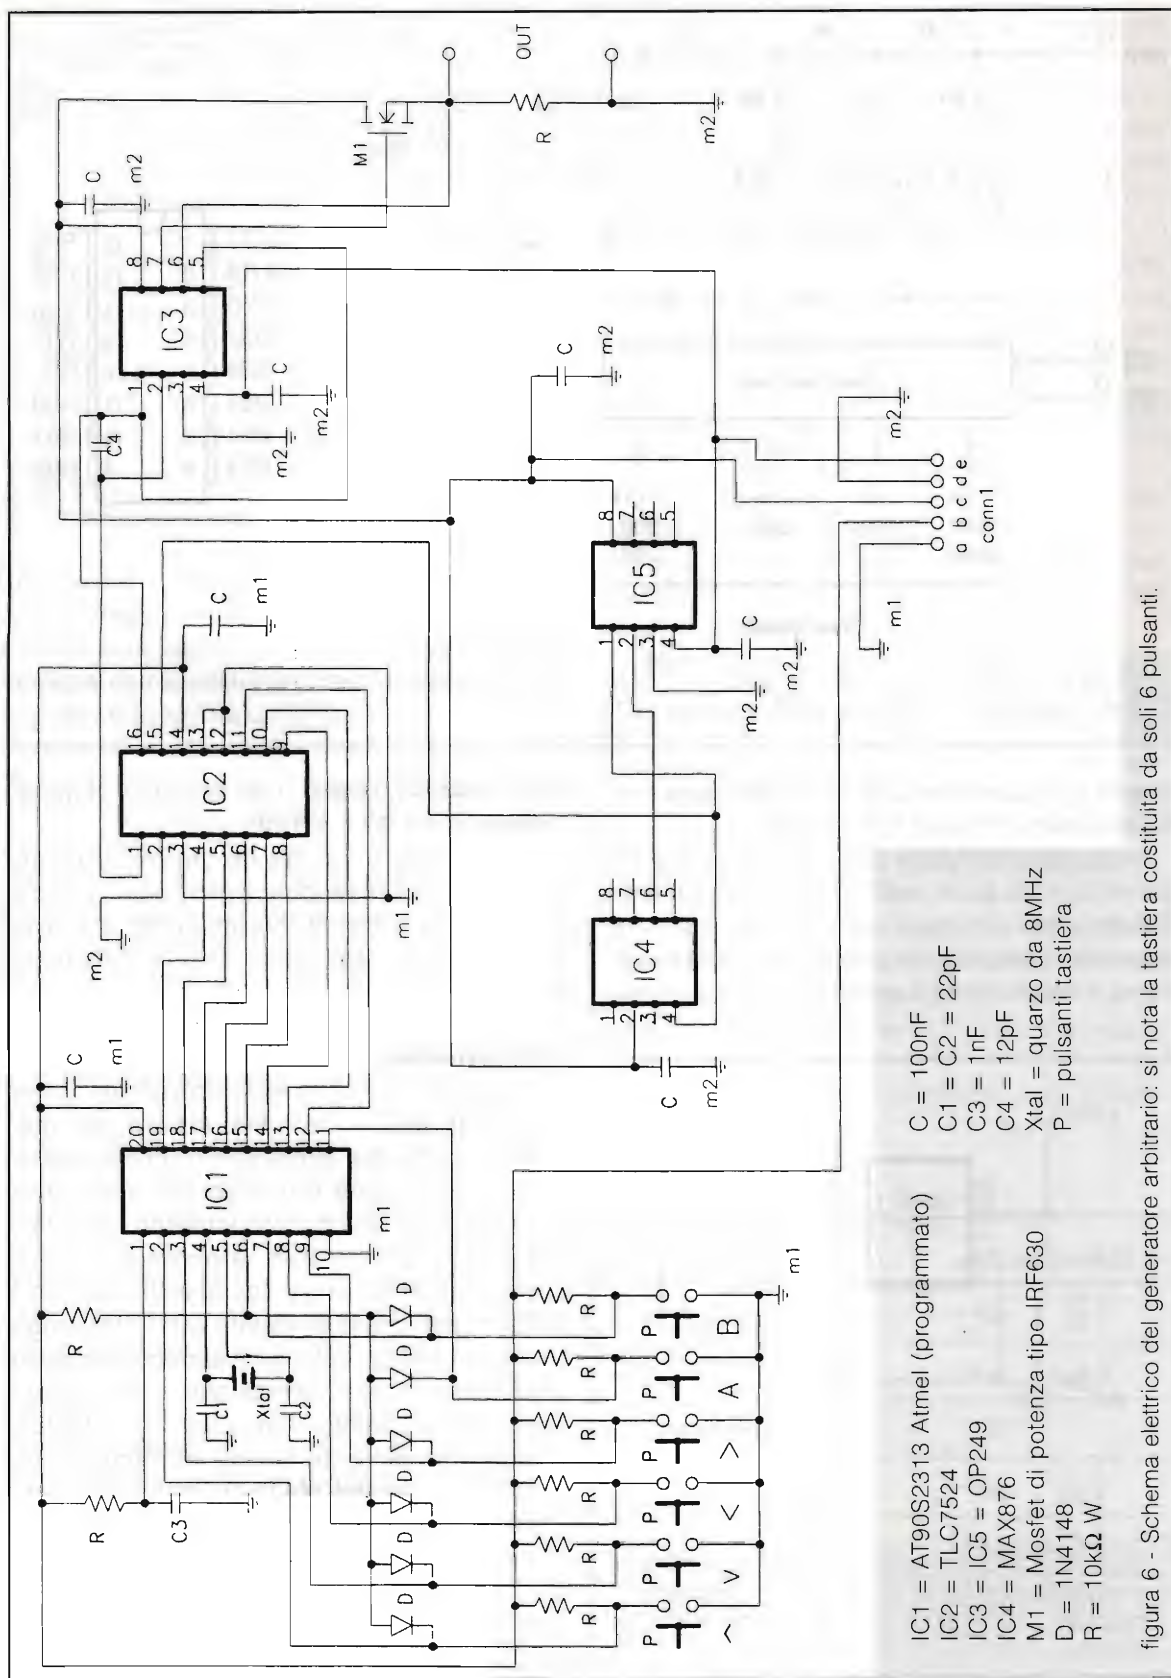 R
C3
R
C1
Xtal
C2
D
D
D
D
D
D
1
2
3
4
5
6
7
8
9
10
IC1
20
19
18
17
16
15
14
13
12
11
m1
C
m1
m2
1
2
3
4
5
6
7
8
IC2
16
15
14
13
12
11
10
9
m1
C
m1
C4
1
2
3
4
IC3
8
7
6
5
C
m2
m2
C
m2
M1
R
OUT
m2
1
2
3
4
IC4
8
7
6
5
C
m2
1
2
3
4
IC5
8
7
6
5
C
m2
m2
C
m2
m1
a b c d e
conn1
m2
R
R
R
R
R
R
P
P
P
P
P
P
^
v
<
>
A
B
m1
IC1 = AT90S2313 Atmel (programmato)
IC2 = TLC7524
IC3 = IC5 = OP249
IC4 = MAX876
M1 = Mosfet di potenza tipo IRF630
D = 1N4148
R = 10kΩ W
C = 100nF
C1 = C2 = 22pF
C3 = 1nF
C4 = 12pF
Xtal = quarzo da 8MHz
P = pulsanti tastiera
figura 6 - Schema elettrico del generatore arbitrario: si nota la tastiera costituita da soli 6 pulsanti.